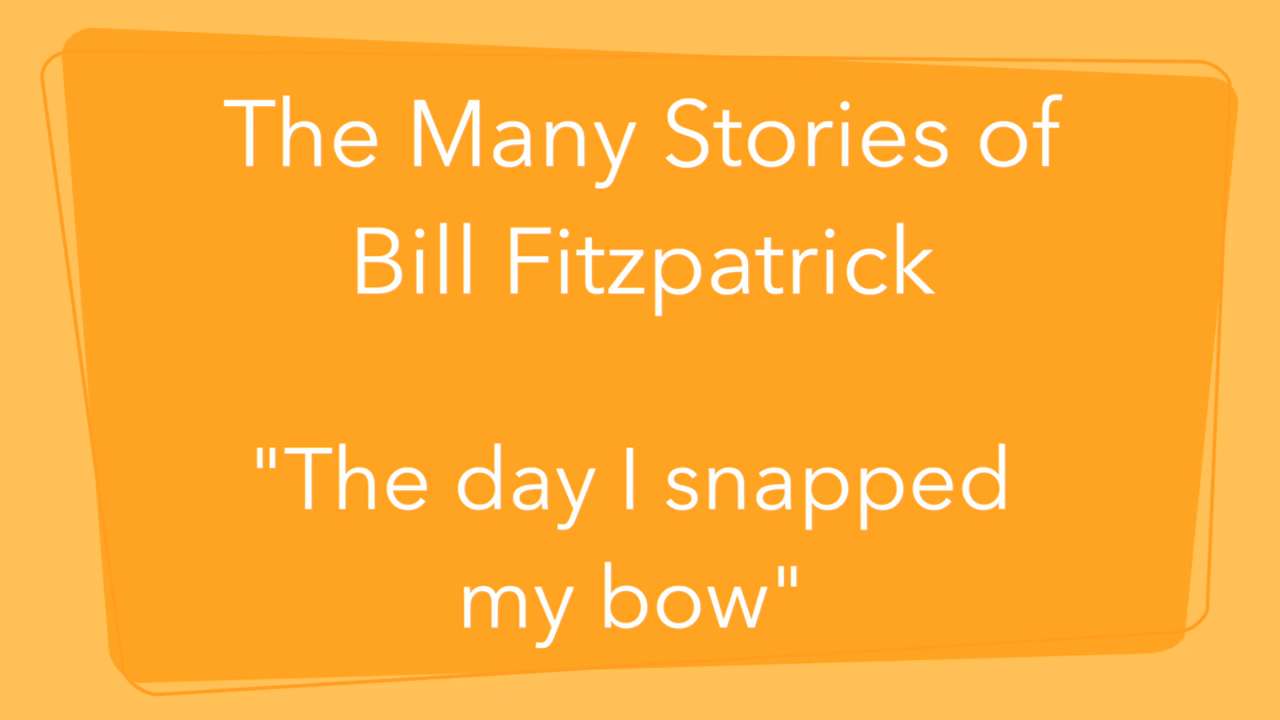 The Many Stories of
Bill Fitzpatrick
"The day I snapped
my bow"